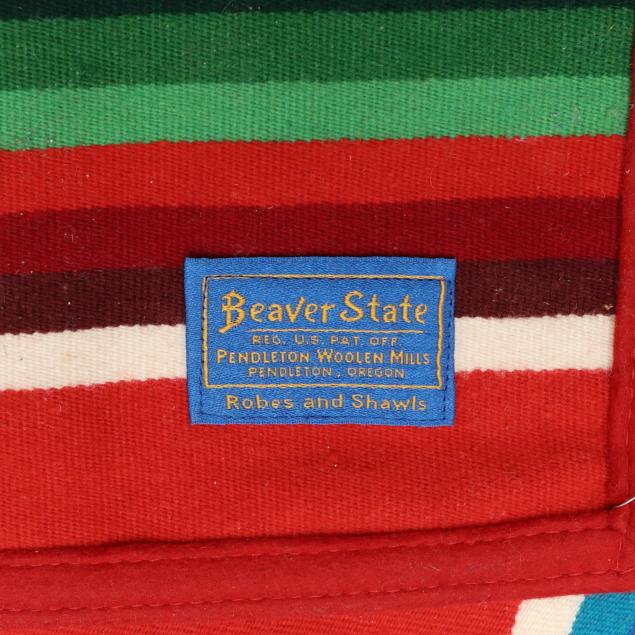 Beaver State
REG. U.S. PAT. OFF.
PENDLETON WOOLEN MILLS
PENDLETON, OREGON
Robes and Shawls